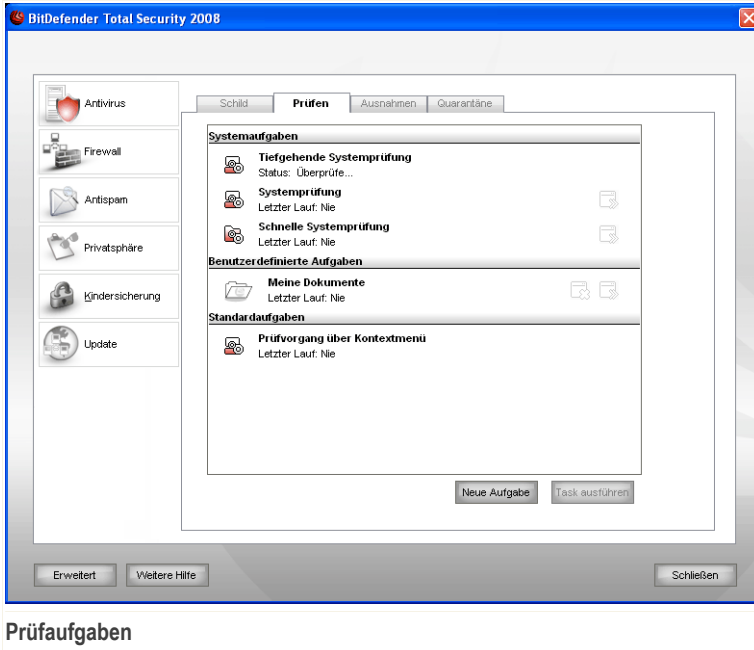 BitDefender Total Security 2008
Antivirus
Firewall
Antispam
Privatsphäre
Kindersicherung
Update
Schild
Prüfen
Ausnahmen
Quarantäne
Systemaufgaben
Tiefgehende Systemprüfung
Status: Überprüfe...
Systemprüfung
Letzter Lauf: Nie
Schnelle Systemprüfung
Letzter Lauf: Nie
Benutzerdefinierte Aufgaben
Meine Dokumente
Letzter Lauf: Nie
Standardaufgaben
Prüfvorgang über Kontextmenü
Letzter Lauf: Nie
Neue Aufgabe
Task ausführen
Erweitert
Weitere Hilfe
Schließen
Prüfaufgaben